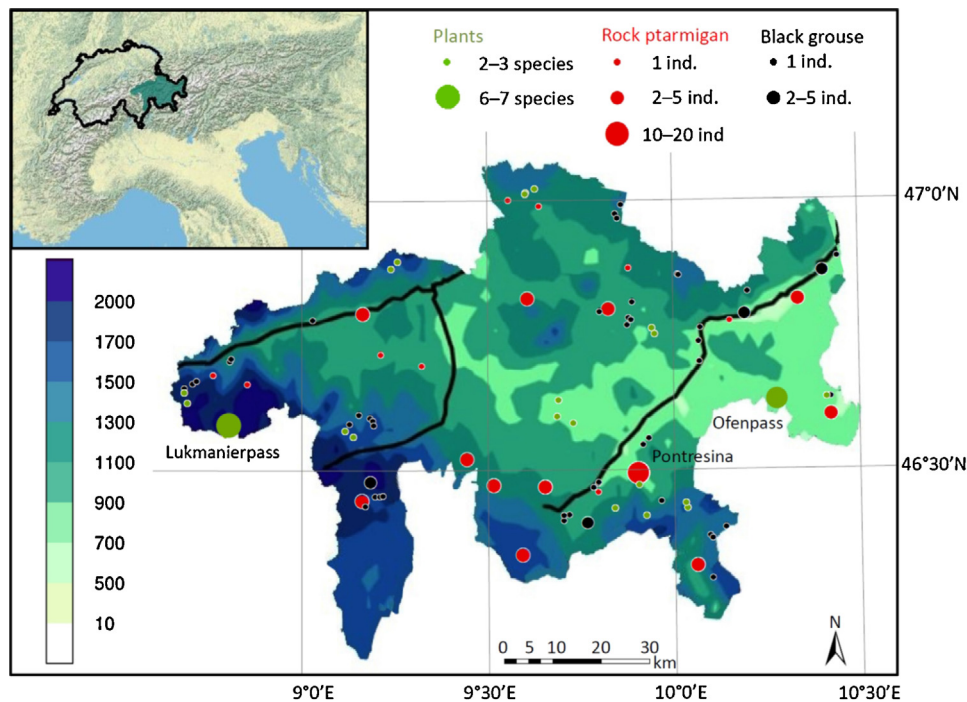 Plants
2–3 species
6–7 species
Rock ptarmigan
1 ind.
2–5 ind.
10–20 ind
Black grouse
1 ind.
2–5 ind.
47°0′N
46°30′N
2000
1700
1500
1300
1100
900
700
500
10
Lukmanierpass
Ofenpass
Pontresina
N
0 5 10 20 30
km
9°0′E
9°30′E
10°0′E
10°30′E